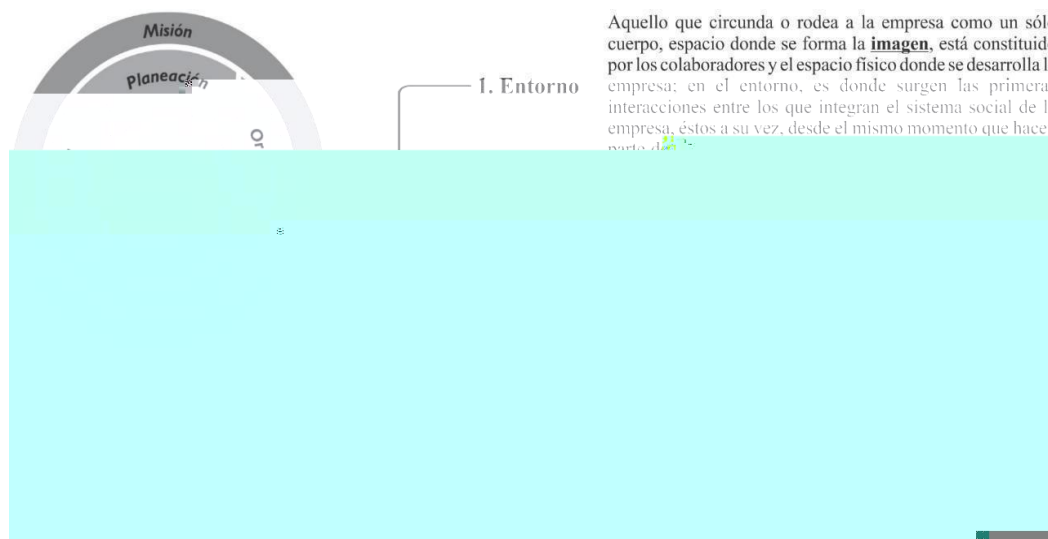 Misión
Planeación
Or
1. Entorno
Aquello que circunda o rodea a la empresa como un sól
cuerpo, espacio donde se forma la imagen, está constituid
por los colaboradores y el espacio físico donde se desarrolla l
empresa; en el entorno, es donde surgen las primera
interacciones entre los que integran el sistema social de l
empresa, éstos a su vez, desde el mismo momento que hace
parte de